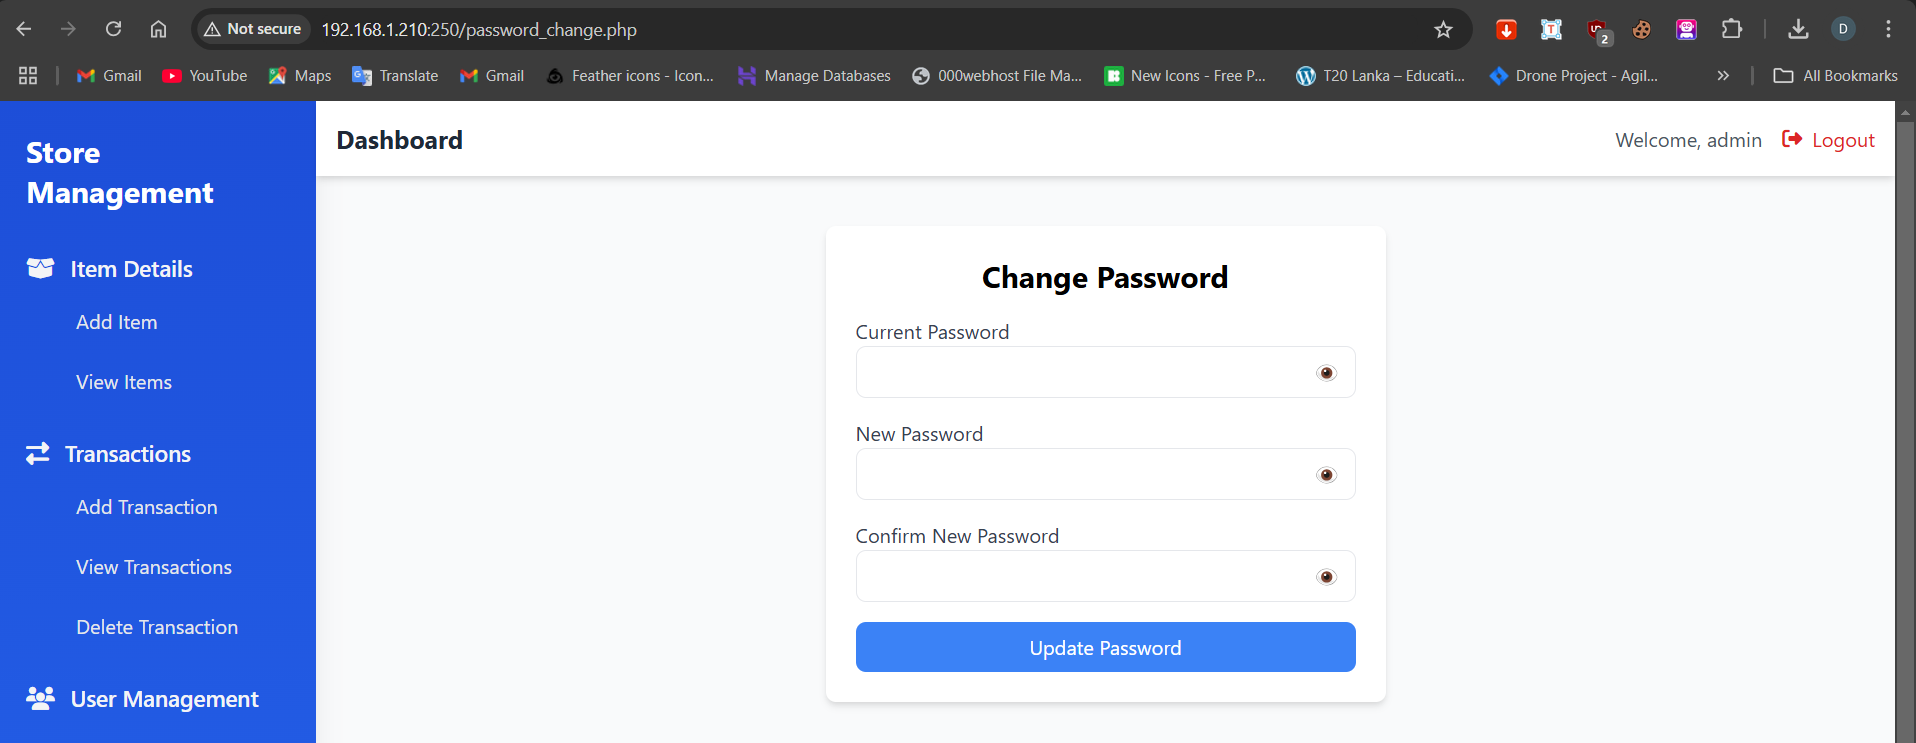 Not secure
192.168.1.210:250/password_change.php
2
D
Gmail
YouTube
Maps
Translate
Gmail
Feather icons - Icon...
Manage Databases
000webhost File Ma...
New Icons - Free P...
T20 Lanka – Educati...
Drone Project - Agil...
»
All Bookmarks
Store
Management
Item Details
Add Item
View Items
Transactions
Add Transaction
View Transactions
Delete Transaction
User Management
Dashboard
Welcome, admin
Logout
Change Password
Current Password
New Password
Confirm New Password
Update Password